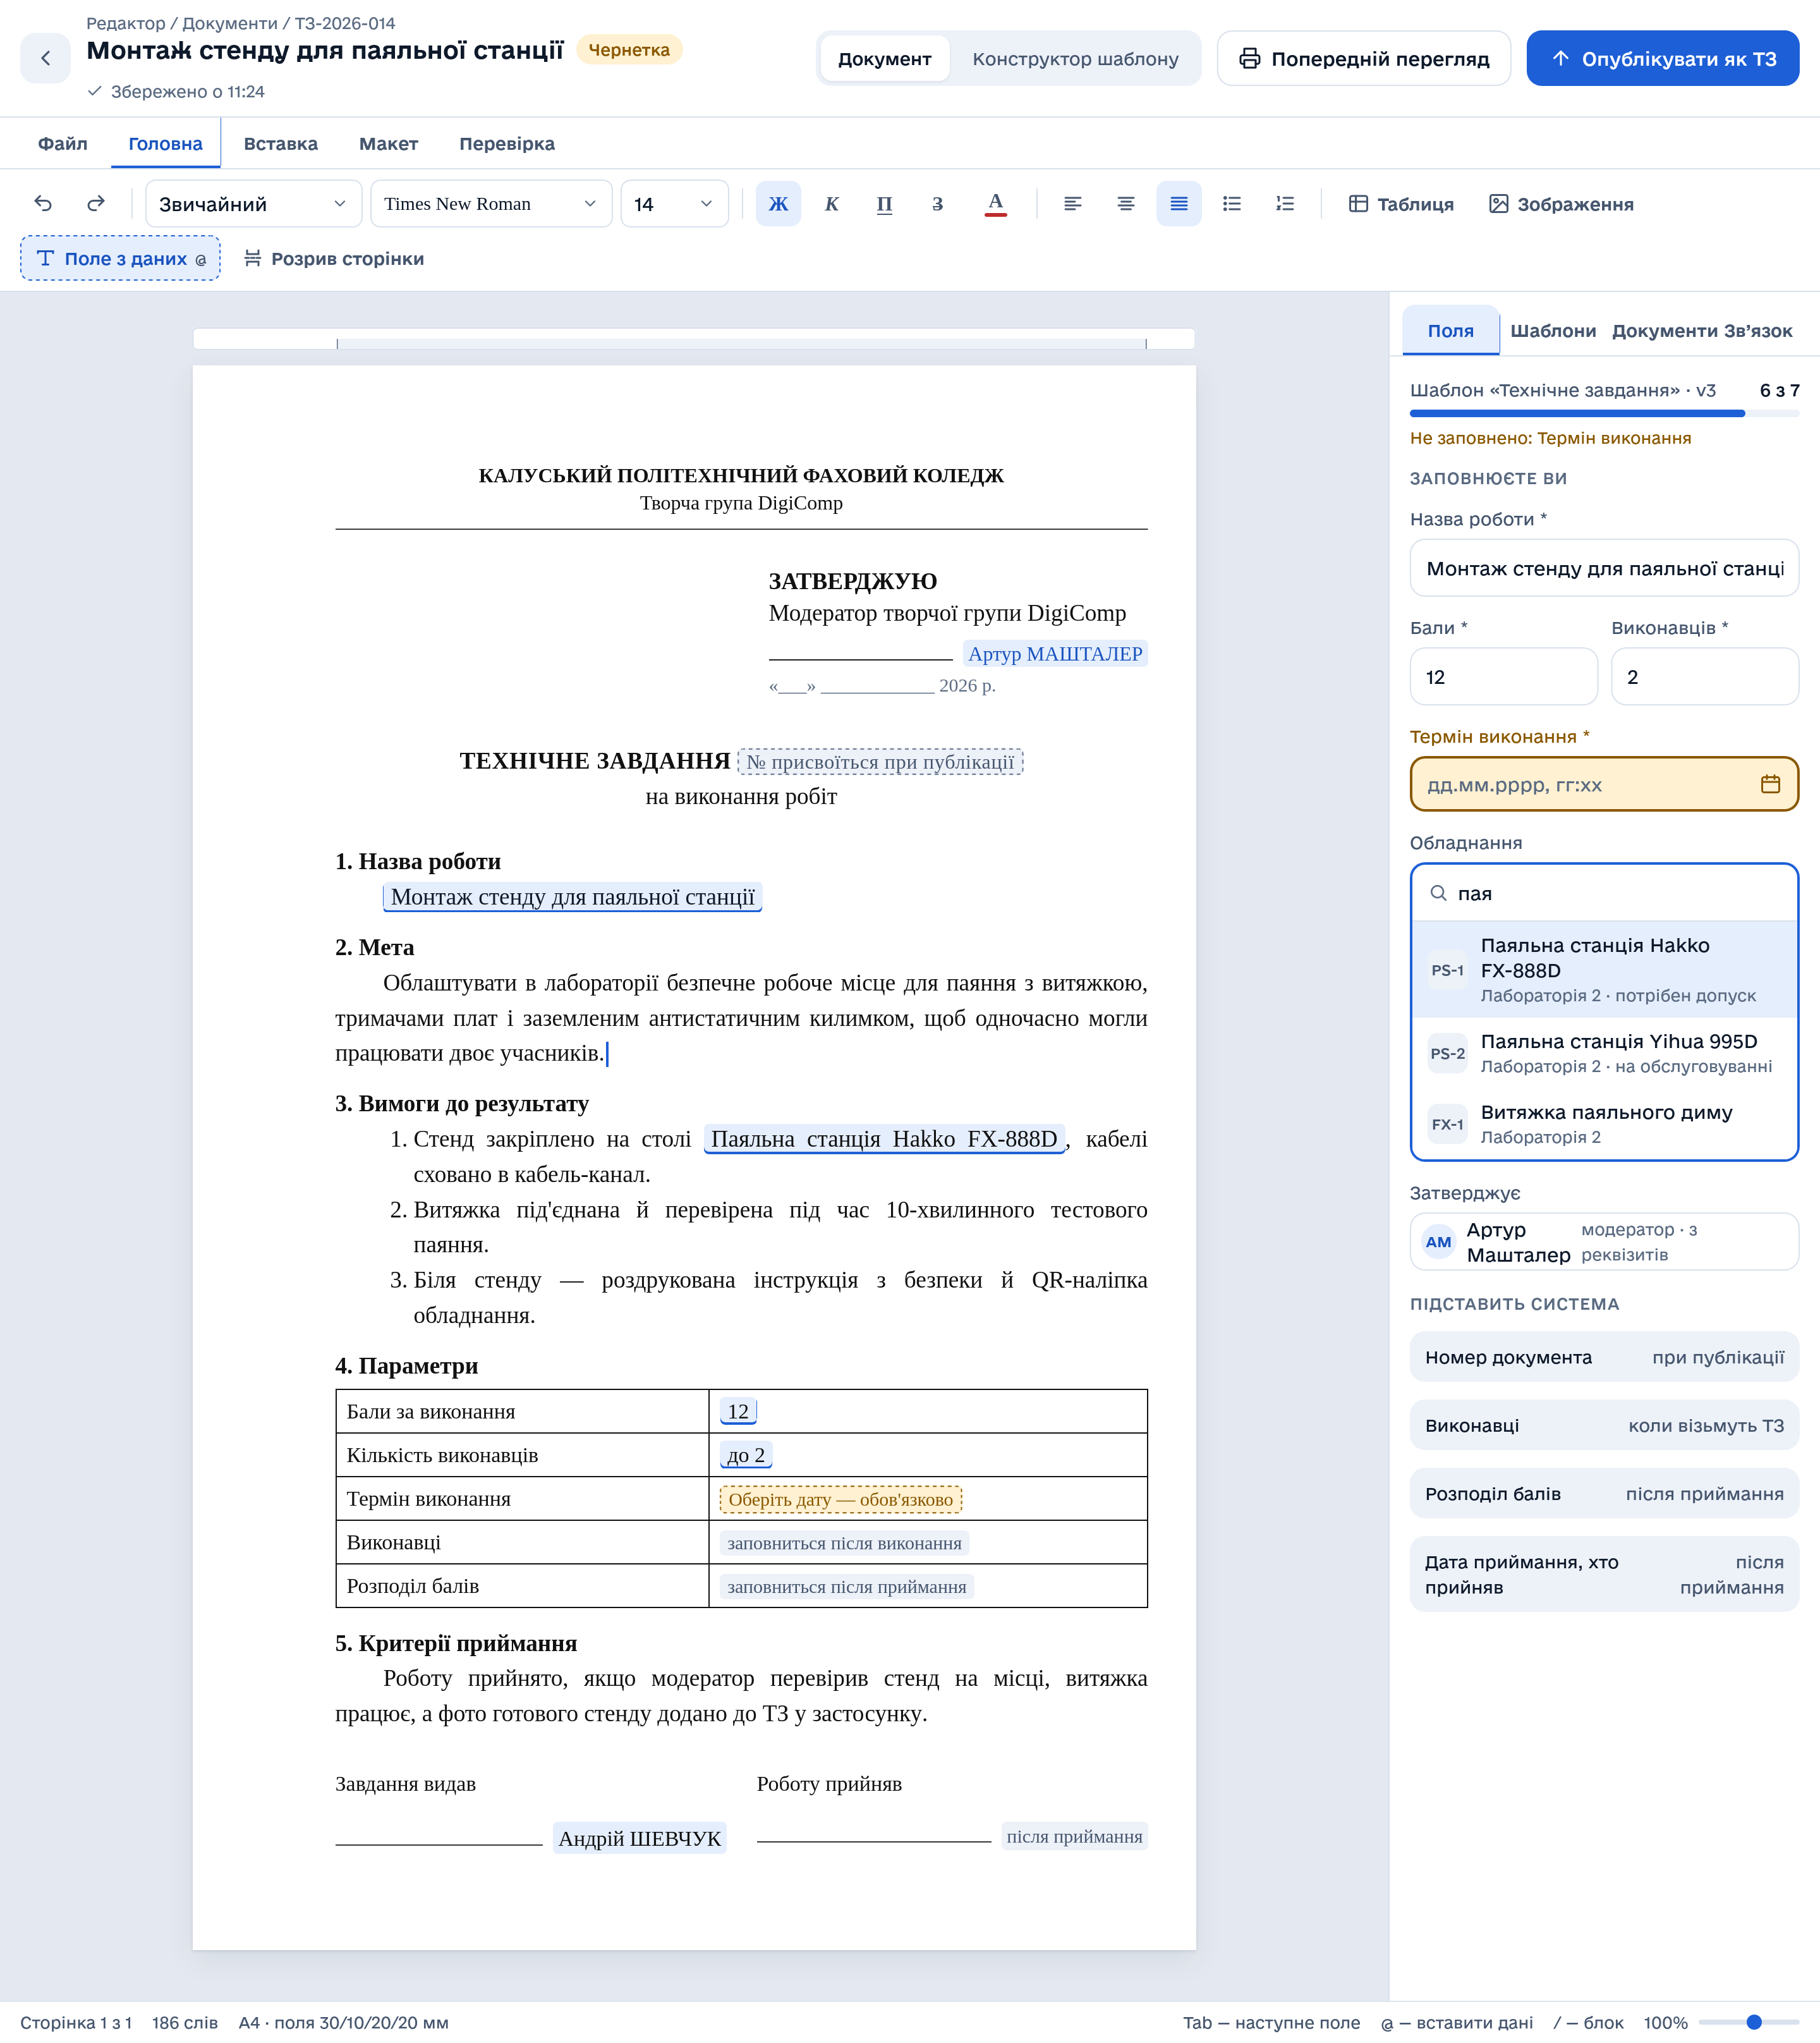 Редактор / Документи / ТЗ-2026-014
Монтаж стенду для паяльної станції Чернетка
Збережено о 11:24
Документ Конструктор шаблону Попередній перегляд Опублікувати як ТЗ
Файл Головна Вставка Макет Перевірка
Звичайний Times New Roman 14 Ж К П З А Таблиця Зображення
Поле з даних @ Розрив сторінки
КАЛУСЬКИЙ ПОЛІТЕХНІЧНИЙ ФАХОВИЙ КОЛЕДЖ
Творча група DigiComp
ЗАТВЕРДЖУЮ
Модератор творчої групи DigiComp
Артур МАШТАЛЕР
«___» ____________ 2026 р.
ТЕХНІЧНЕ ЗАВДАННЯ № присвоїться при публікації
на виконання робіт
1. Назва роботи
Монтаж стенду для паяльної станції
2. Мета
Облаштувати в лабораторії безпечне робоче місце для паяння з витяжкою,
тримачами плат і заземленим антистатичним килимком, щоб одночасно могли
працювати двоє учасників.
3. Вимоги до результату
1. Стенд закріплено на столі Паяльна станція Hakko FX-888D , кабелі
сховано в кабель-канал.
2. Витяжка під'єднана й перевірена під час 10-хвилинного тестового
паяння.
3. Біля стенду — роздрукована інструкція з безпеки й QR-наліпка
обладнання.
4. Параметри
Бали за виконання 12
Кількість виконавців до 2
Термін виконання Оберіть дату — обов'язково
Виконавці заповниться після виконання
Розподіл балів заповниться після приймання
5. Критерії приймання
Роботу прийнято, якщо модератор перевірив стенд на місці, витяжка
працює, а фото готового стенду додано до ТЗ у застосунку.
Завдання видав Роботу прийняв
Андрій ШЕВЧУК після приймання
Поля Шаблони Документи Зв’язок
Шаблон «Технічне завдання» · v3 6 з 7
Не заповнено: Термін виконання
ЗАПОВНЮЄТЕ ВИ
Назва роботи *
Монтаж стенду для паяльної станці
Бали * Виконавців *
12 2
Термін виконання *
дд.мм.рррр, гг:хх
Обладнання
пая
PS-1 Паяльна станція Hakko
FX-888D
Лабораторія 2 · потрібен допуск
PS-2 Паяльна станція Yihua 995D
Лабораторія 2 · на обслуговуванні
FX-1 Витяжка паяльного диму
Лабораторія 2
Затверджує
АМ Артур модератор · з
Машталер реквізитів
ПІДСТАВИТЬ СИСТЕМА
Номер документа при публікації
Виконавці коли візьмуть ТЗ
Розподіл балів після приймання
Дата приймання, хто після
прийняв приймання
Сторінка 1 з 1 186 слів А4 · поля 30/10/20/20 мм Tab — наступне поле @ — вставити дані / — блок 100%